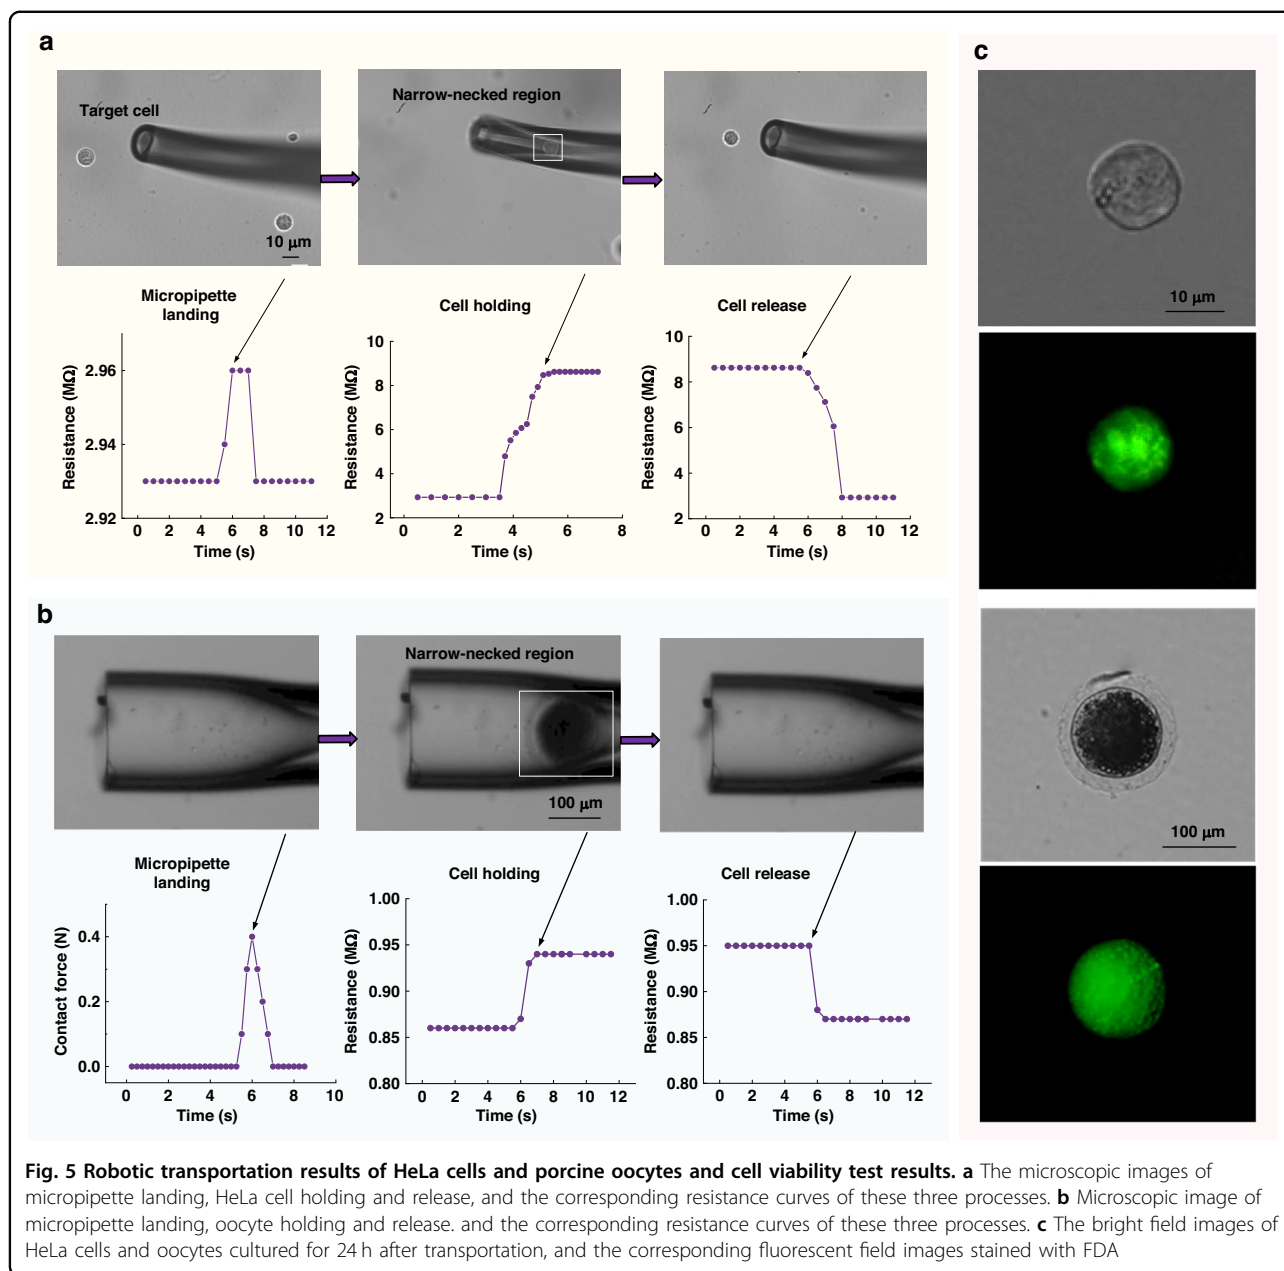 a
Target cell
10 µm
Narrow-necked region
Micropipette
landing
Resistance (MΩ)
2.96
2.94
2.92
0 2 4 6 8 10 12
Time (s)
Cell holding
Resistance (MΩ)
10
8
6
4
2
0 2 4 6 8
Time (s)
Cell release
Resistance (MΩ)
10
8
6
4
2
0 2 4 6 8 10 12
Time (s)
b
Narrow-necked region
100 µm
Micropipette
landing
Contact force (N)
0.4
0.2
0.0
0 2 4 6 8 10
Time (s)
Cell holding
Resistance (MΩ)
1.00
0.95
0.90
0.85
0.80
0 2 4 6 8 10 12
Time (s)
Cell release
Resistance (MΩ)
1.00
0.95
0.90
0.85
0.80
0 2 4 6 8 10 12
Time (s)
c
10 µm
100 µm
Fig. 5 Robotic transportation results of HeLa cells and porcine oocytes and cell viability test results. a The microscopic images of
micropipette landing, HeLa cell holding and release, and the corresponding resistance curves of these three processes. b Microscopic image of
micropipette landing, oocyte holding and release. and the corresponding resistance curves of these three processes. c The bright field images of
HeLa cells and oocytes cultured for 24 h after transportation, and the corresponding fluorescent field images stained with FDA